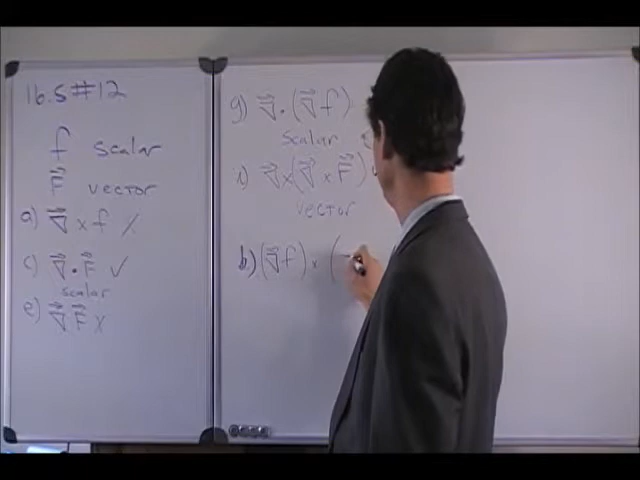 16.5 #12
f scalar
F⃗ vector
a) ∇⃗ × f ✗
c) ∇⃗ · F⃗ ✓
scalar
e) ∇⃗ F⃗ ✗
g) ∇⃗ · (∇⃗ f)
scalar
i) ∇⃗ × (∇⃗ × F⃗)
vector
b) (∇⃗ f) × (